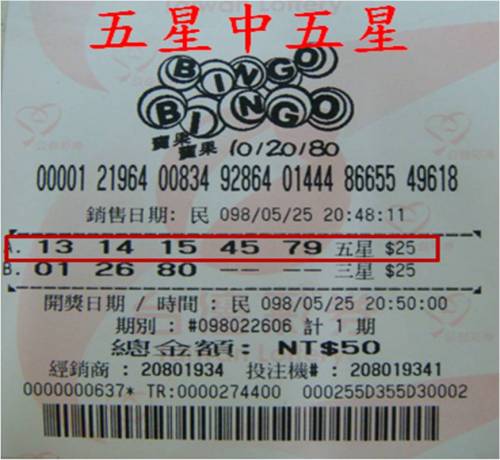 五星中五星
BINGO
BINGO
賓果
賓果 10/20/80
00001 21964 00834 92864 01444 86655 49618
銷售日期: 民 098/05/25 20:48:11
A. 13 14 15 45 79 五星 $25
B. 01 26 80 -- -- 三星 $25
開獎日期 / 時間 : 民 098/05/25 20:50:00
期別 : #098022606 計 1 期
總金額: NT$50
經銷商 : 20801934 投注機# : 208019341
0000000637* TR:0000274400 000255D355D30002